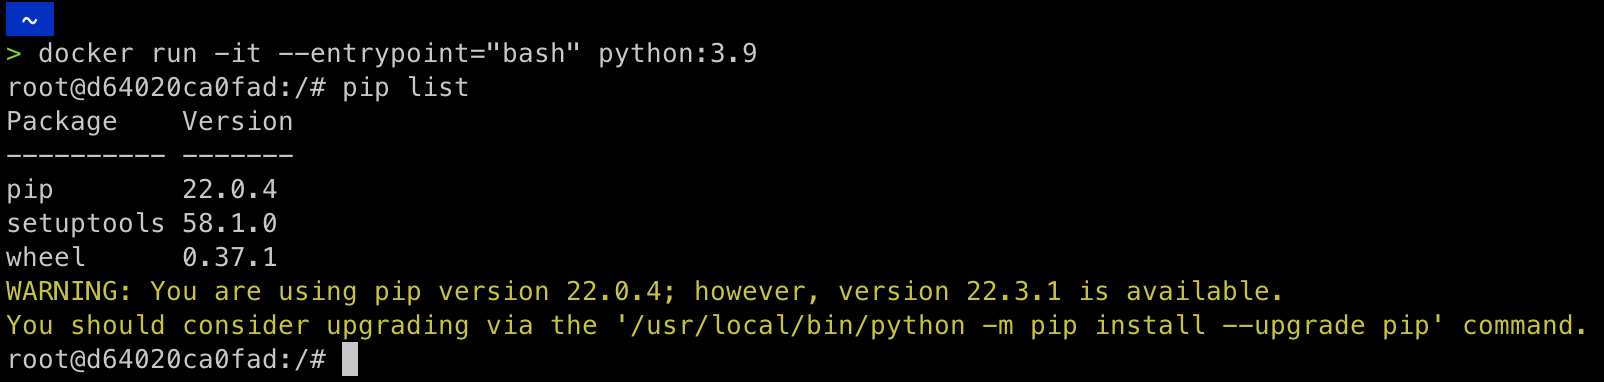 ~
> docker run -it --entrypoint="bash" python:3.9
root@d64020ca0fad:/# pip list
Package    Version
---------- -------
pip        22.0.4
setuptools 58.1.0
wheel      0.37.1
WARNING: You are using pip version 22.0.4; however, version 22.3.1 is available.
You should consider upgrading via the '/usr/local/bin/python -m pip install --upgrade pip' command.
root@d64020ca0fad:/#